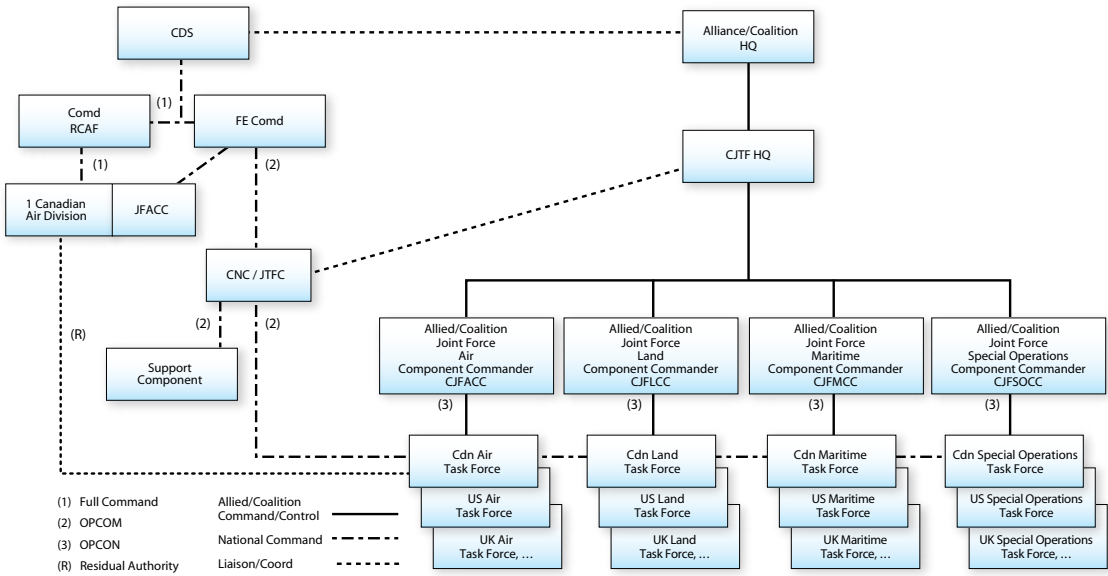 CDS
Alliance/Coalition
HQ
(1)
Comd
RCAF
FE Comd
CJTF HQ
(1)
(2)
1 Canadian
Air Division
JFACC
CNC / JTFC
(R)
(2)
(2)
Support
Component
Allied/Coalition
Joint Force
Air
Component Commander
CJFACC
Allied/Coalition
Joint Force
Land
Component Commander
CJFLCC
Allied/Coalition
Joint Force
Maritime
Component Commander
CJFMCC
Allied/Coalition
Joint Force
Special Operations
Component Commander
CJFSOCC
(3)
(3)
(3)
(3)
Cdn Air
Task Force
US Air
Task Force
UK Air
Task Force, ...
Cdn Land
Task Force
US Land
Task Force
UK Land
Task Force, ...
Cdn Maritime
Task Force
US Maritime
Task Force
UK Maritime
Task Force, ...
Cdn Special Operations
Task Force
US Special Operations
Task Force
UK Special Operations
Task Force, ...
(1) Full Command
(2) OPCOM
(3) OPCON
(R) Residual Authority
Allied/Coalition
Command/Control
National Command
Liaison/Coord